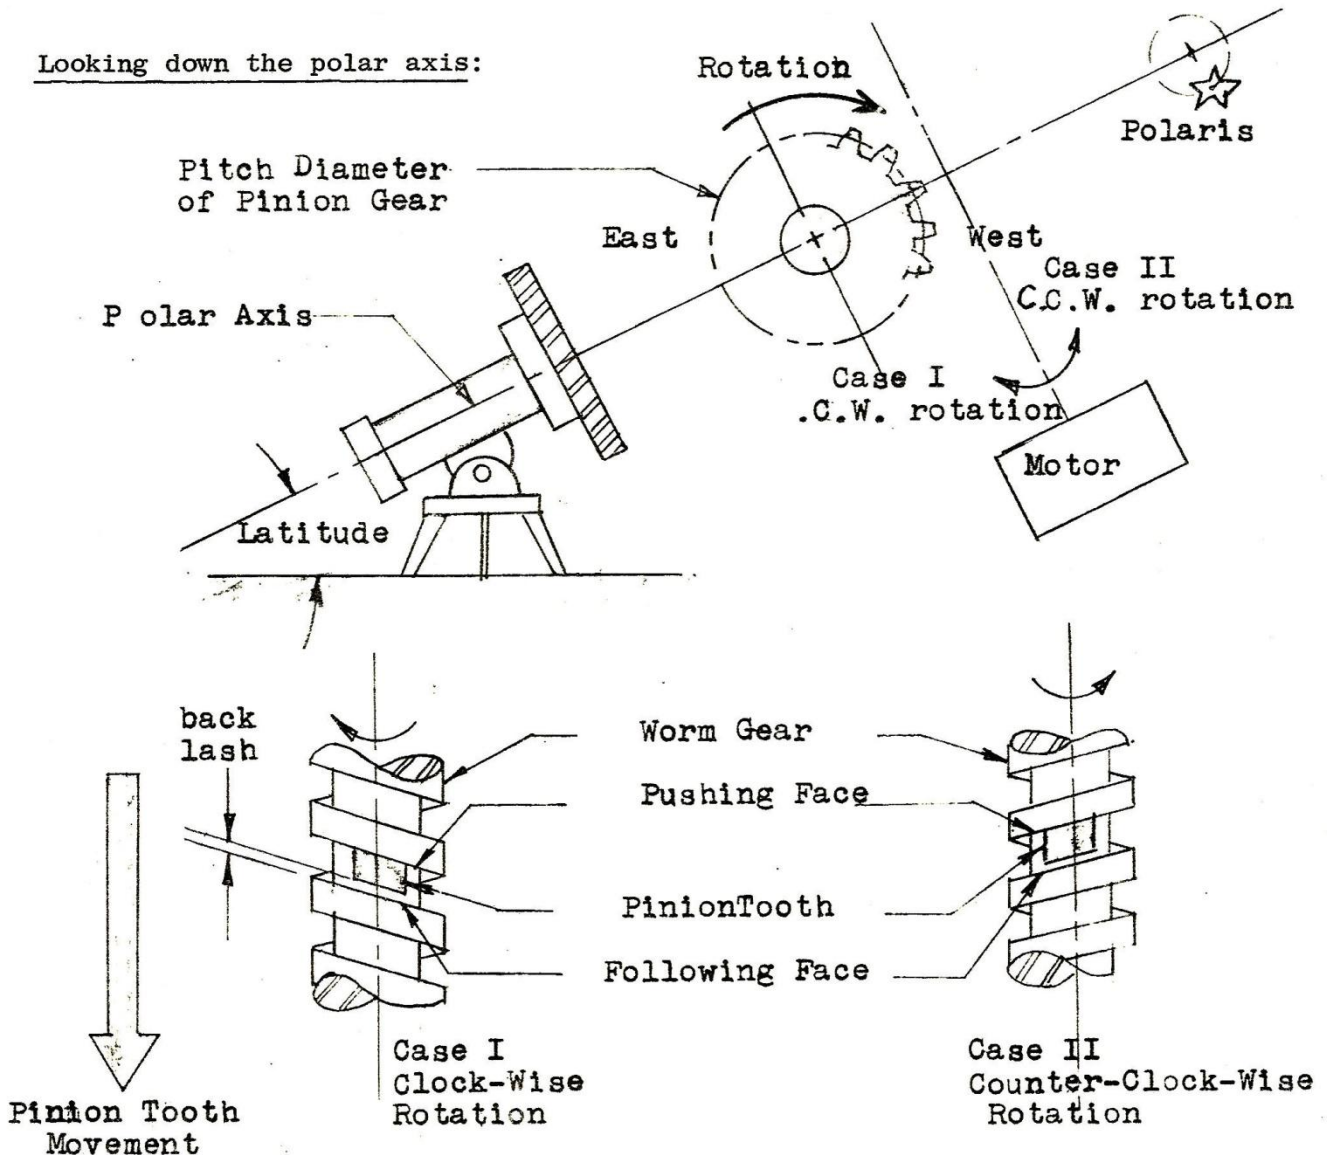 Looking down the polar axis:
Rotation
Polaris
Pitch Diameter
of Pinion Gear
East
West
Case II
C.C.W. rotation
P olar Axis
Case I
.C.W. rotation
Motor
Latitude
back
lash
Worm Gear
Pushing Face
PinionTooth
Following Face
Case I
Clock-Wise
Rotation
Case II
Counter-Clock-Wise
Rotation
Pinion Tooth
Movement